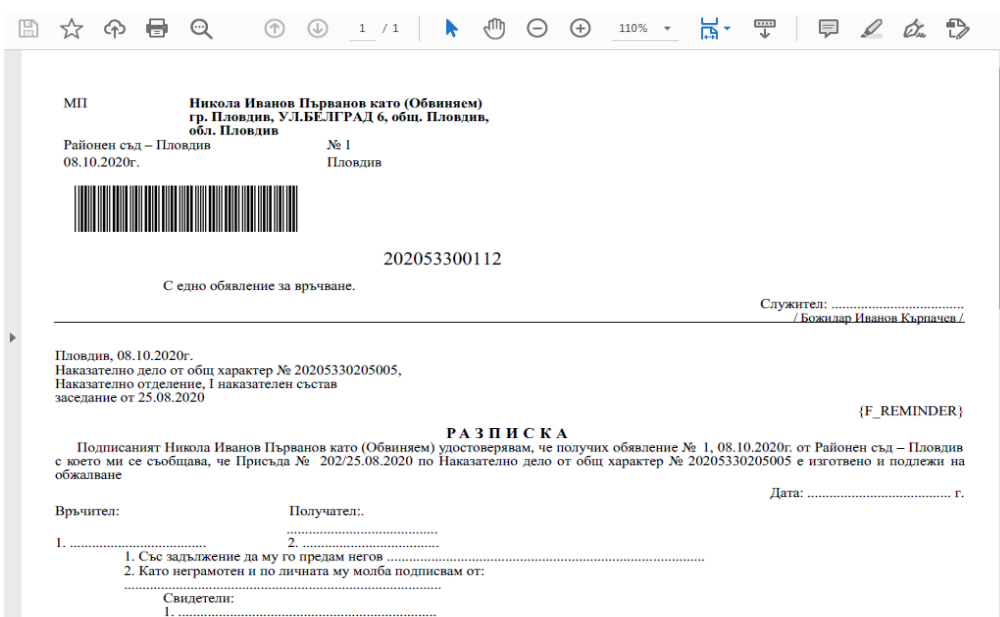 1 / 1 110%
МП Никола Иванов Първанов като (Обвиняем)
гр. Пловдив, УЛ.БЕЛГРАД 6, общ. Пловдив,
обл. Пловдив
Районен съд – Пловдив № 1
08.10.2020г. Пловдив
202053300112
С едно обявление за връчване.
Служител: ......................................
/ Божидар Иванов Кърпачев /
Пловдив, 08.10.2020г.
Наказателно дело от общ характер № 20205330205005,
Наказателно отделение, I наказателен състав
заседание от 25.08.2020
{F_REMINDER}
Р А З П И С К А
Подписаният Никола Иванов Първанов като (Обвиняем) удостоверявам, че получих обявление № 1, 08.10.2020г. от Районен съд – Пловдив
с което ми се съобщава, че Присъда № 202/25.08.2020 по Наказателно дело от общ характер № 20205330205005 е изготвено и подлежи на
обжалване
Дата: ......................................... г.
Връчител: Получател:.
...........................................
1. ....................................... 2. .......................................
1. Със задължение да му го предам негов ...........................................................................................
2. Като неграмотен и по личната му молба подписвам от:
...........................................................................................
Свидетели:
1. ..........................................................................